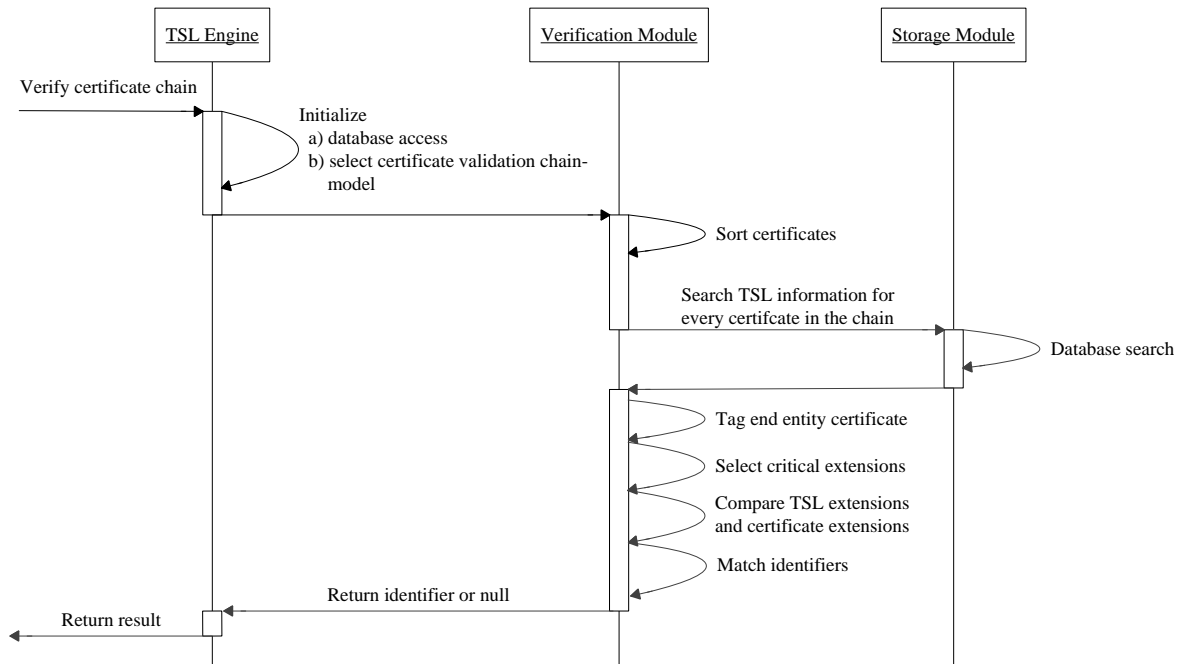 TSL Engine
Verification Module
Storage Module
Verify certificate chain
Initialize
a) database access
b) select certificate validation chain-
model
Sort certificates
Search TSL information for
every certifcate in the chain
Database search
Tag end entity certificate
Select critical extensions
Compare TSL extensions
and certificate extensions
Match identifiers
Return identifier or null
Return result